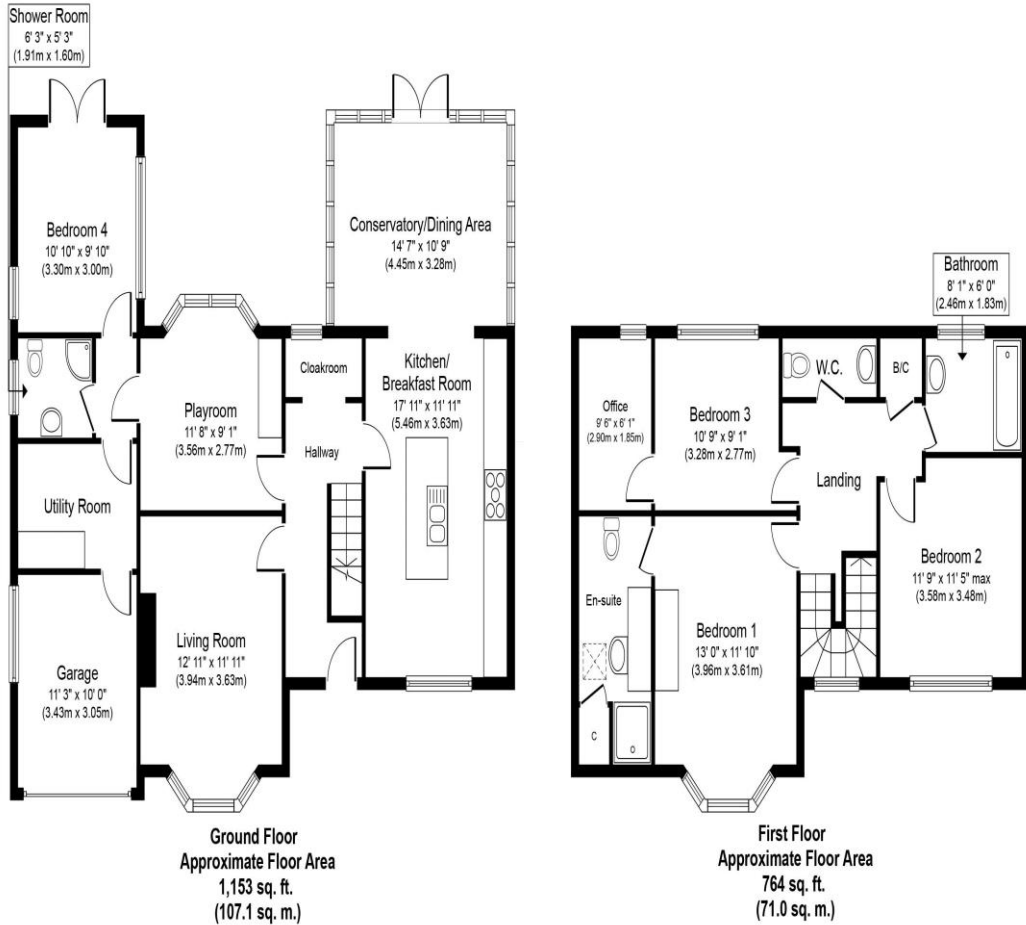 Shower Room
6' 3" x 5' 3"
(1.91m x 1.60m)
Bedroom 4
10' 10" x 9' 10"
(3.30m x 3.00m)
Conservatory/Dining Area
14' 7" x 10' 9"
(4.45m x 3.28m)
Cloakroom
Kitchen/
Breakfast Room
17' 11" x 11' 11"
(5.46m x 3.63m)
Playroom
11' 8" x 9' 1"
(3.56m x 2.77m)
Hallway
Utility Room
Living Room
12' 11" x 11' 11"
(3.94m x 3.63m)
Garage
11' 3" x 10' 0"
(3.43m x 3.05m)
Ground Floor
Approximate Floor Area
1,153 sq. ft.
(107.1 sq. m.)
Bathroom
8' 1" x 6' 0"
(2.46m x 1.83m)
W.C.
B/C
Office
9' 6" x 6' 1"
(2.90m x 1.85m)
Bedroom 3
10' 9" x 9' 1"
(3.28m x 2.77m)
Landing
Bedroom 2
11' 9" x 11' 5" max
(3.58m x 3.48m)
En-suite
Bedroom 1
13' 0" x 11' 10"
(3.96m x 3.61m)
C
First Floor
Approximate Floor Area
764 sq. ft.
(71.0 sq. m.)